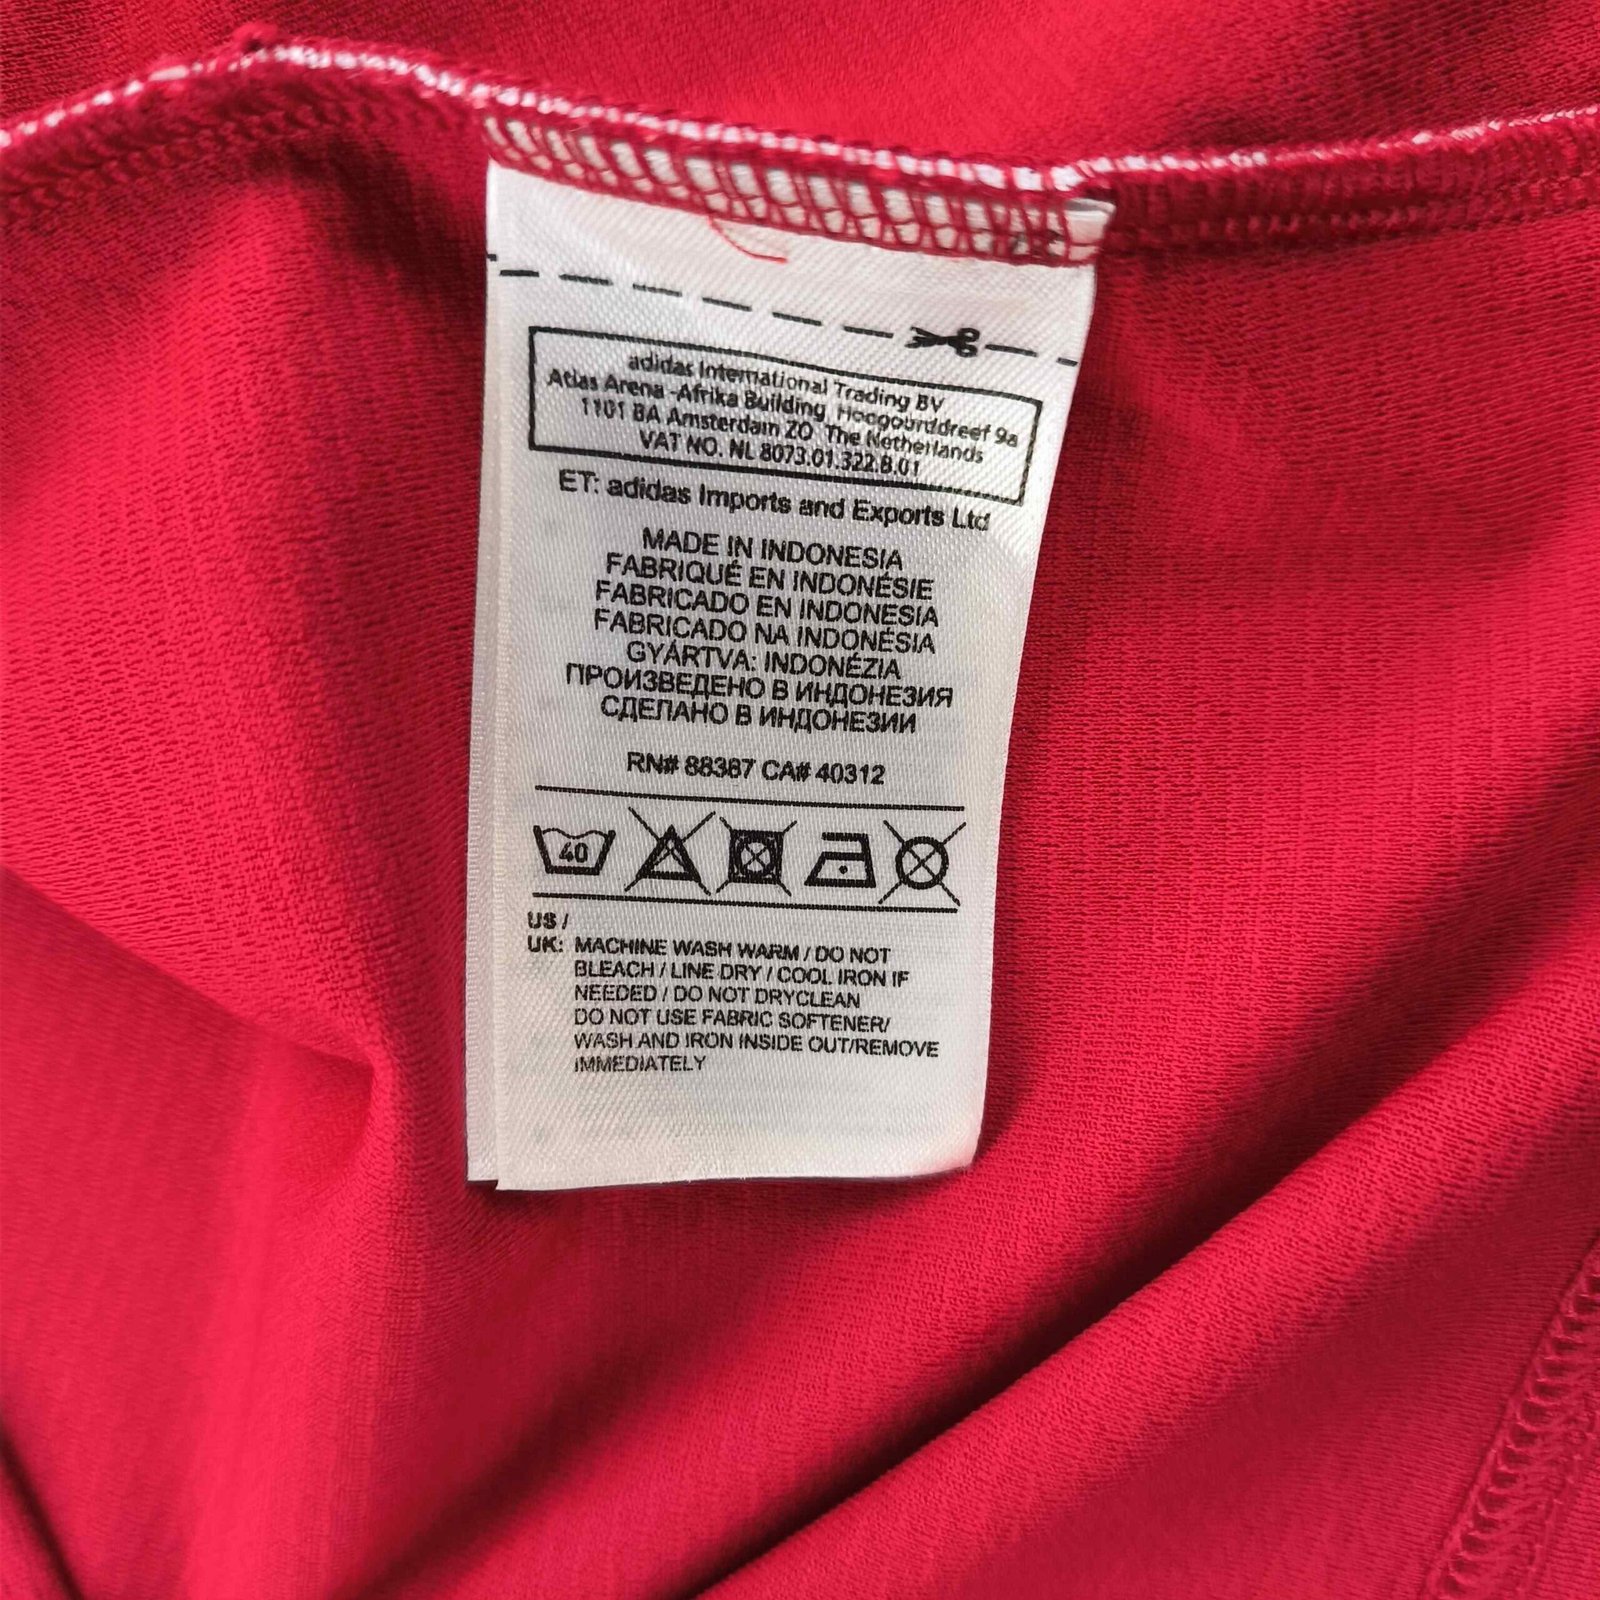 adidas International Trading BV
Atlas Arena -Afrika Building, Hoogoorddreef 9a
1101 BA Amsterdam ZO, The Netherlands
VAT NO. NL 8073.01.322.B.01
ET: adidas Imports and Exports Ltd
MADE IN INDONESIA
FABRIQUÉ EN INDONÉSIE
FABRICADO EN INDONESIA
FABRICADO NA INDONÉSIA
GYÁRTVA: INDONÉZIA
ПРОИЗВЕДЕНО В ИНДОНЕЗИЯ
СДЕЛАНО В ИНДОНЕЗИИ
RN# 88387 CA# 40312
40
US /
UK: MACHINE WASH WARM / DO NOT
BLEACH / LINE DRY / COOL IRON IF
NEEDED / DO NOT DRYCLEAN
DO NOT USE FABRIC SOFTENER/
WASH AND IRON INSIDE OUT/REMOVE
IMMEDIATELY